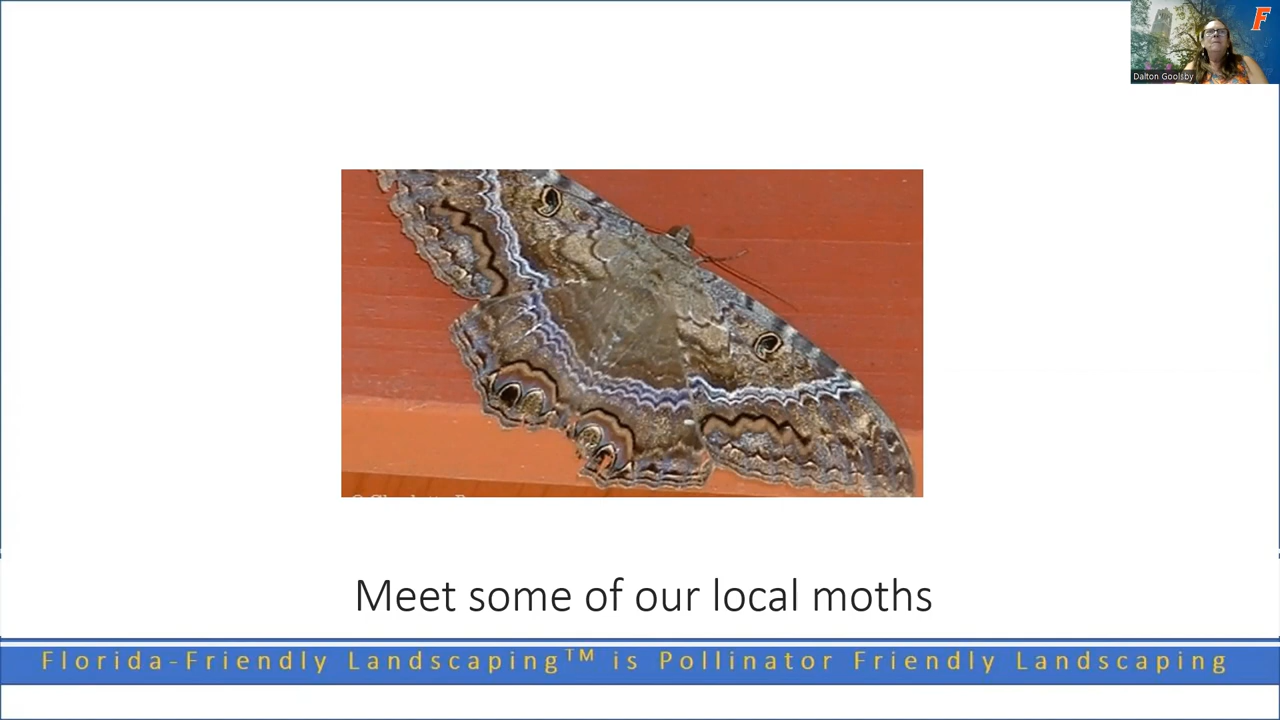 F
Dalton Goolsby
Meet some of our local moths
Florida-Friendly Landscaping™ is Pollinator Friendly Landscaping